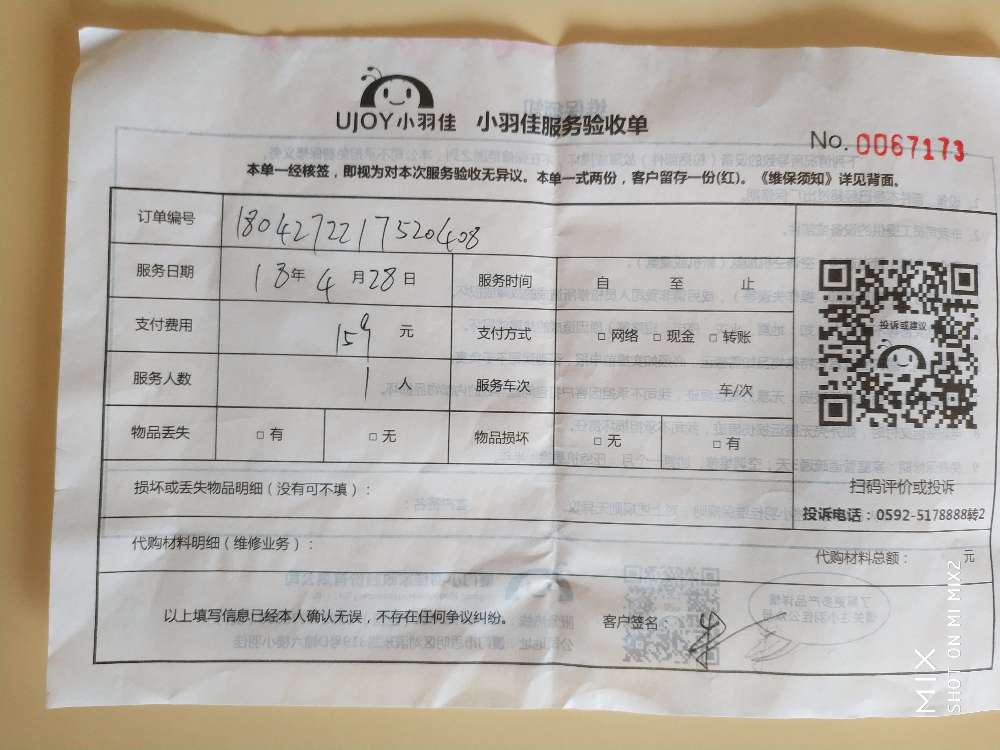 UJOY小羽佳 小羽佳服务验收单
No. 0067173
本单一经核签，即视为对本次服务验收无异议。本单一式两份，客户留存一份(红)。《维保须知》详见背面。
订单编号 1804272217520408
服务日期 18年 4 月 28 日 服务时间 自 至 止
支付费用 159 元 支付方式 □ 网络 □ 现金 □ 转账
服务人数 1 人 服务车次 车/次
物品丢失 □ 有 □ 无 物品损坏 □ 无 □ 有
投诉或建议
扫码评价或投诉
投诉电话：0592-5178888转2
损坏或丢失物品明细（没有可不填）：
代购材料明细（维修业务）：
代购材料总额： 元
以上填写信息已经本人确认无误，不存在任何争议纠纷。 客户签名：
MIX
SHOT ON MI MIX2